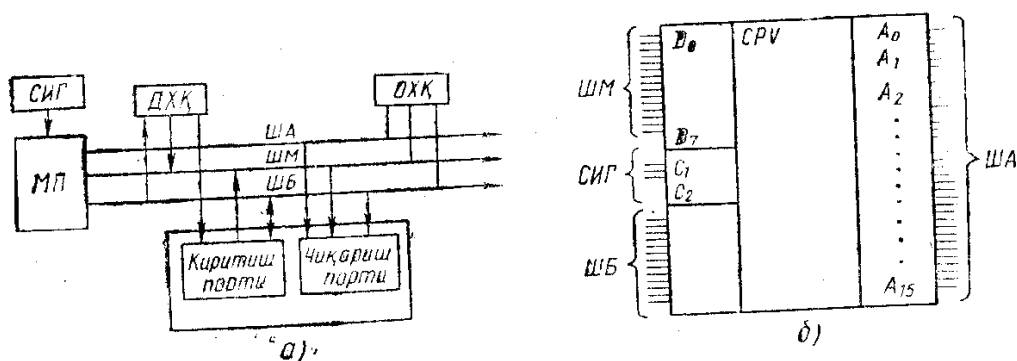 СИГ
ДХҚ
ОХҚ
МП
ША
ШМ
ШБ
Киритиш
порти
Чиқариш
порти
а)
ШМ
СИГ
ШБ
D₀
D₇
C₁
C₂
CPV
A₀
A₁
A₂
A₁₅
ША
б)